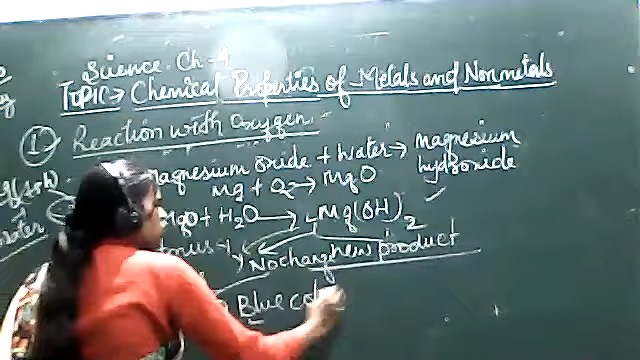 Science. Ch-4
TOPIC → Chemical Properties of Metals and Nonmetals
① Reaction with Oxygen
Magnesium oxide + Water → Magnesium hydroxide
Mg + O₂ → MgO
MgO + H₂O → Mg(OH)₂
No change new product
Blue col